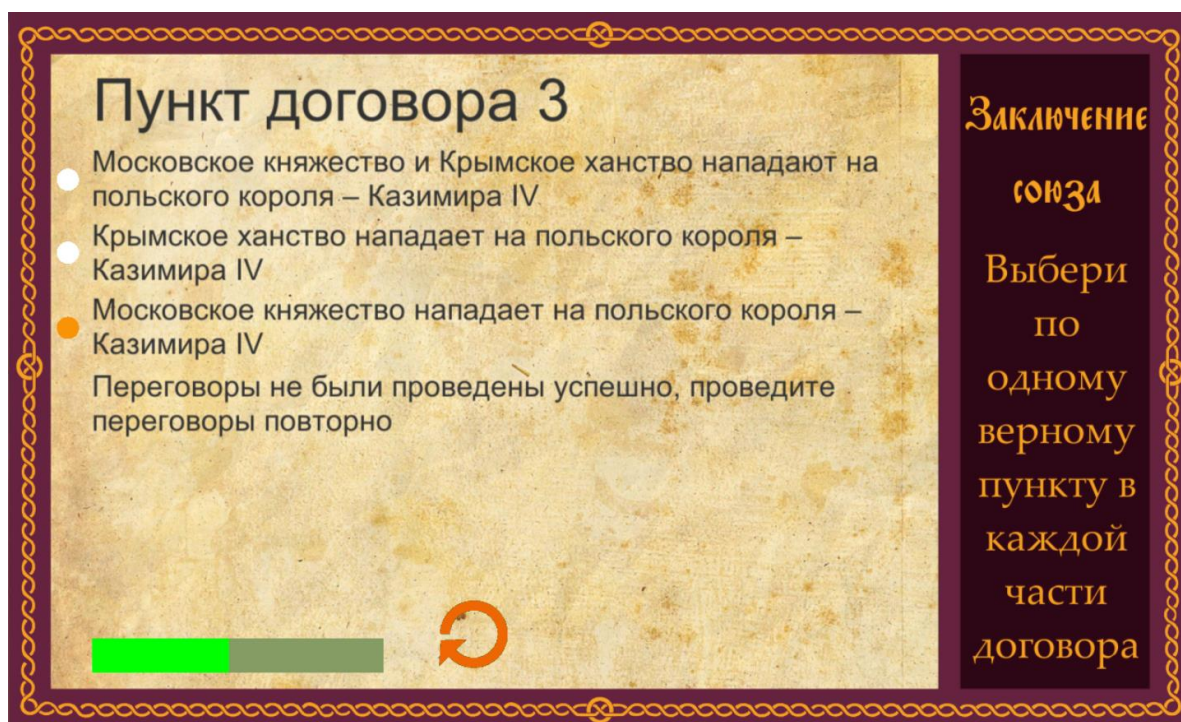 Пункт договора 3
Московское княжество и Крымское ханство нападают на
польского короля – Казимира IV
Крымское ханство нападает на польского короля –
Казимира IV
Московское княжество нападает на польского короля –
Казимира IV
Переговоры не были проведены успешно, проведите
переговоры повторно
Заключение
союза
Выбери
по
одному
верному
пункту в
каждой
части
договора